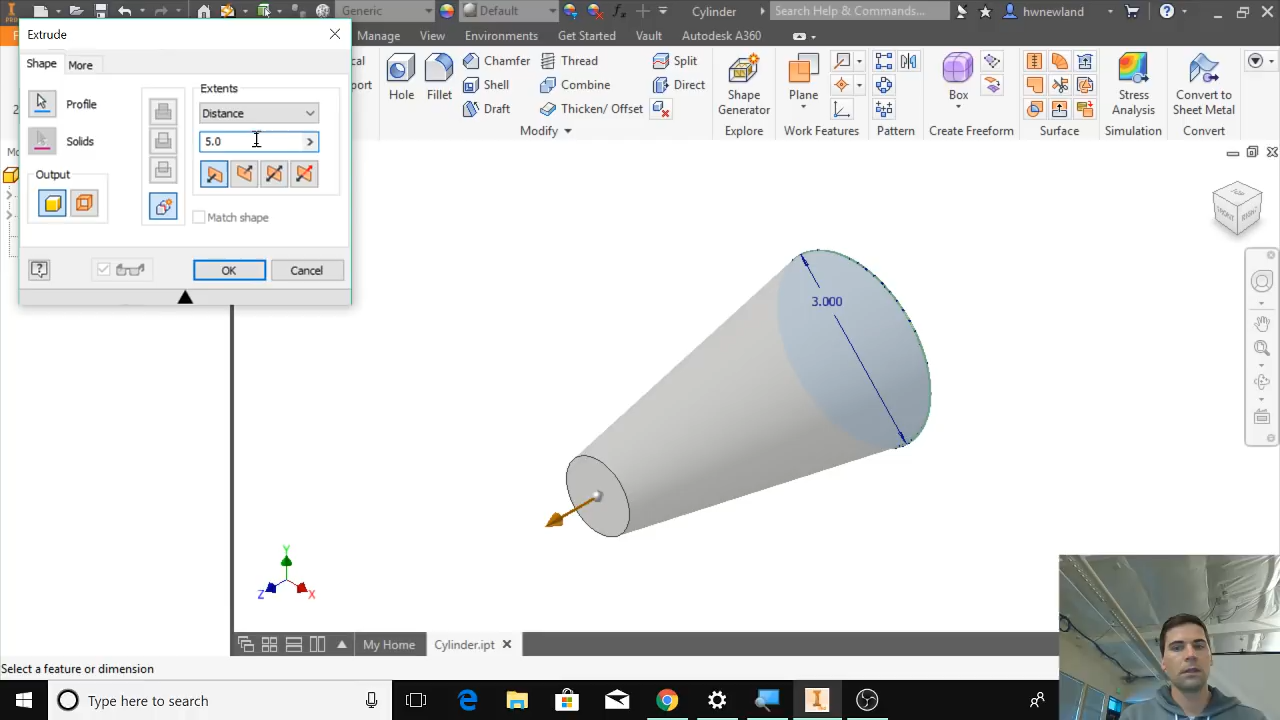 Generic
Default
Cylinder
Search Help & Commands...
hwnewland
Extrude
Manage
View
Environments
Get Started
Vault
Autodesk A360
Shape
More
Extents
Profile
Distance
5.0
Solids
Output
Match shape
OK
Cancel
Hole
Fillet
Chamfer
Shell
Draft
Thread
Combine
Thicken/ Offset
Split
Modify
Shape
Generator
Explore
Plane
Work Features
Pattern
Box
Create Freeform
Surface
Stress
Analysis
Simulation
Convert to
Sheet Metal
Convert
TOP
FRONT
RIGHT
3.000
Y
Z
X
My Home
Cylinder.ipt
Select a feature or dimension
Type here to search